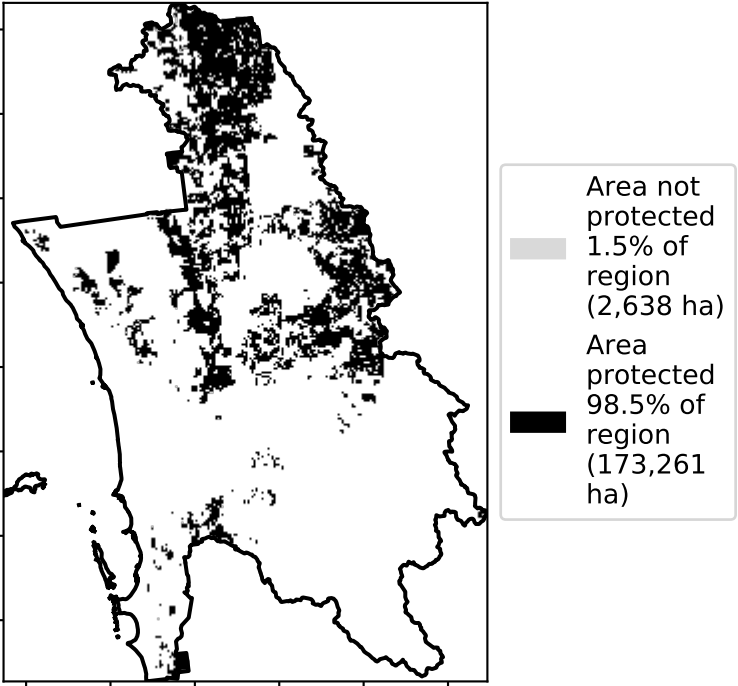 Area not
protected
1.5% of
region
(2,638 ha)
Area
protected
98.5% of
region
(173,261
ha)